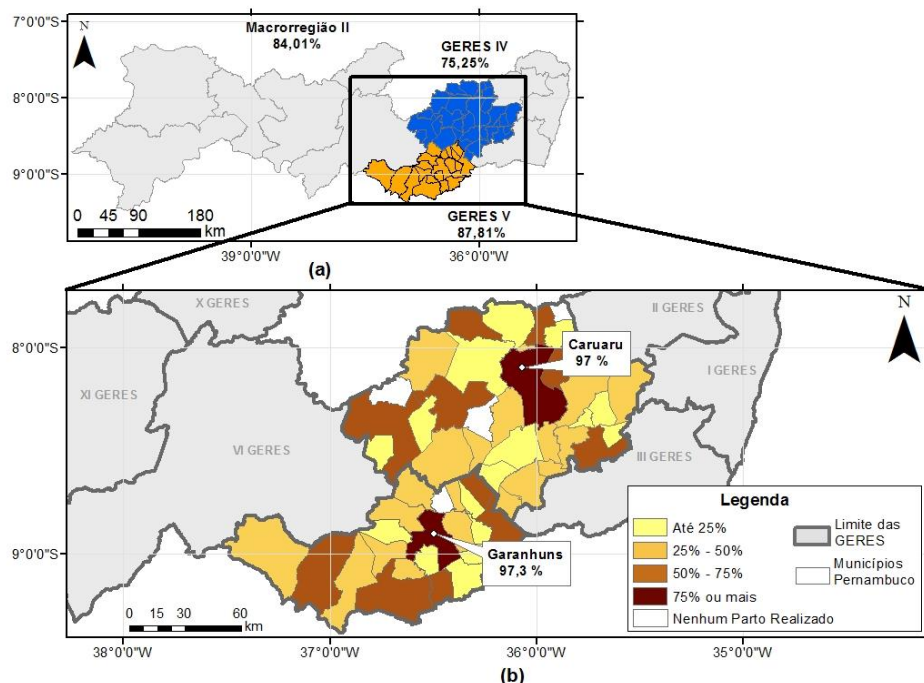 7°0'0"S
N
Macrorregião II
84,01%
GERES IV
75,25%
8°0'0"S
9°0'0"S
0 45 90 180
km
GERES V
87,81%
39°0'0"W
36°0'0"W
(a)
X GERES
II GERES
N
8°0'0"S
Caruaru
97 %
I GERES
XI GERES
VI GERES
III GERES
Legenda
Até 25%
25% - 50%
50% - 75%
75% ou mais
Nenhum Parto Realizado
Limite das
GERES
Municípios
Pernambuco
9°0'0"S
Garanhuns
97,3 %
0 15 30 60
km
38°0'0"W
37°0'0"W
36°0'0"W
35°0'0"W
(b)